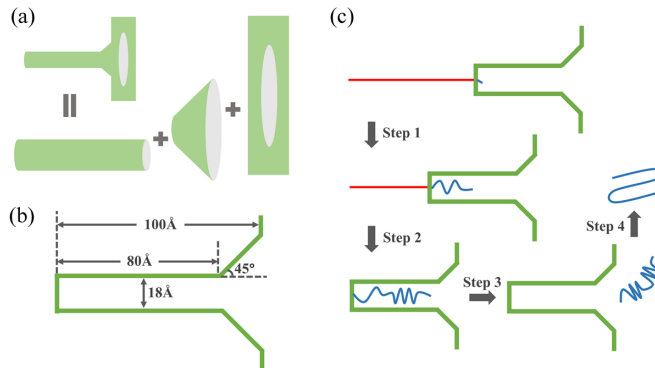 (a)
=
+
+
(b)
100Å
80Å
45°
18Å
(c)
Step 1
Step 2
Step 3
Step 4